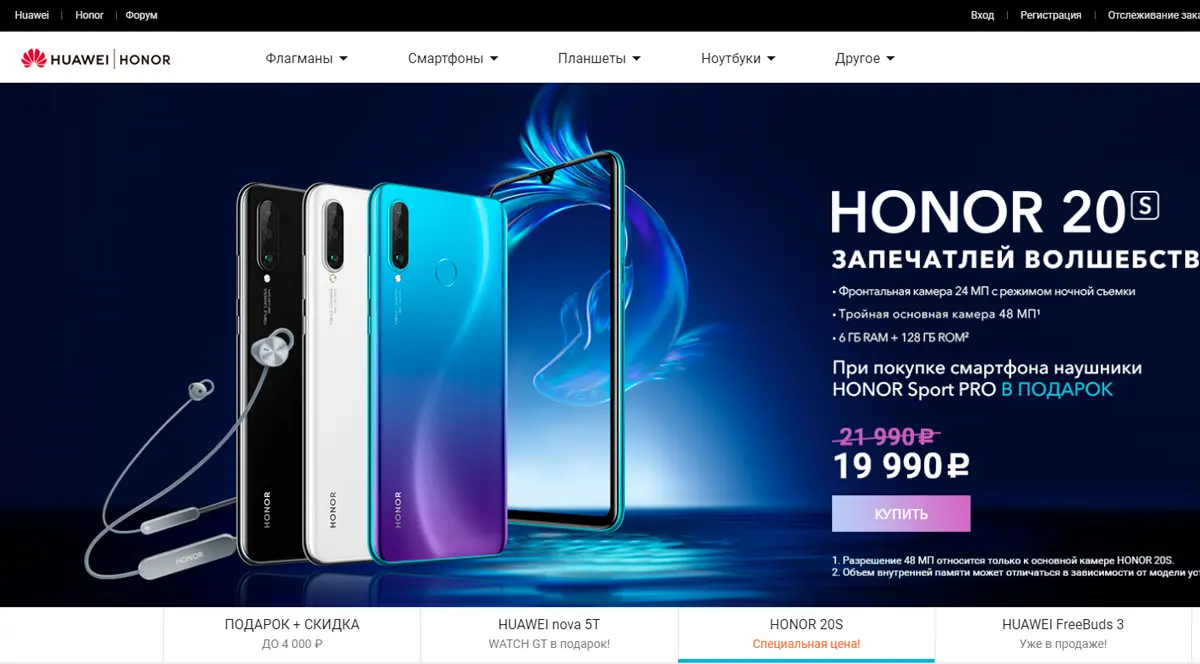 Huawei | Honor | Форум
Вход | Регистрация | Отслеживание зака
HUAWEI | HONOR
Флагманы
Смартфоны
Планшеты
Ноутбуки
Другое
HONOR 20 S
ЗАПЕЧАТЛЕЙ ВОЛШЕБСТВ
• Фронтальная камера 24 МП с режимом ночной съемки
• Тройная основная камера 48 МП¹
• 6 ГБ RAM + 128 ГБ ROM²
При покупке смартфона наушники
HONOR Sport PRO В ПОДАРОК
21 990 ₽
19 990 ₽
КУПИТЬ
1. Разрешение 48 МП относится только к основной камере HONOR 20S.
2. Объем внутренней памяти может отличаться в зависимости от модели ус
HONOR
HONOR
HONOR
HONOR
ПОДАРОК + СКИДКА
ДО 4 000 ₽
HUAWEI nova 5T
WATCH GT в подарок!
HONOR 20S
Специальная цена!
HUAWEI FreeBuds 3
Уже в продаже!